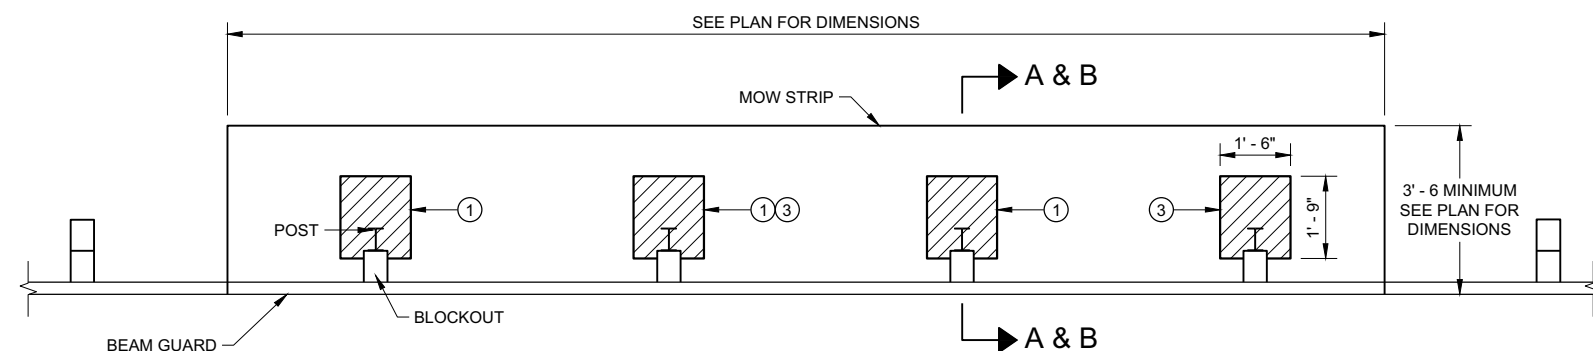 SEE PLAN FOR DIMENSIONS
A & B
MOW STRIP
1' - 6"
3' - 6 MINIMUM
SEE PLAN FOR
DIMENSIONS
1
1 3
1
3
1' - 9"
POST
BLOCKOUT
BEAM GUARD
A & B